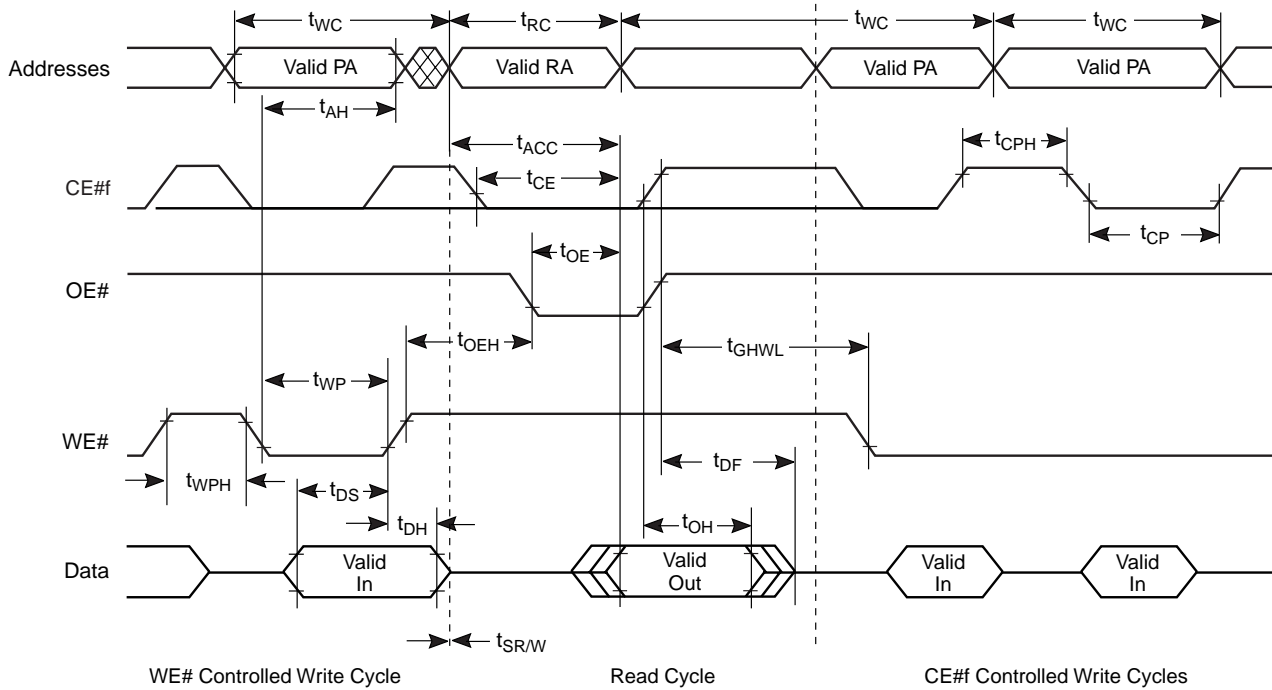 tWC tRC tWC tWC
Addresses Valid PA Valid RA Valid PA Valid PA
tAH
tACC tCPH
CE#f tCE
tCP
tOE
OE#
tOEH tGHWL
tWP
WE#
tWPH tDS tDF
tDH tOH
Data Valid In Valid Out Valid In Valid In
tSR/W
WE# Controlled Write Cycle Read Cycle CE#f Controlled Write Cycles